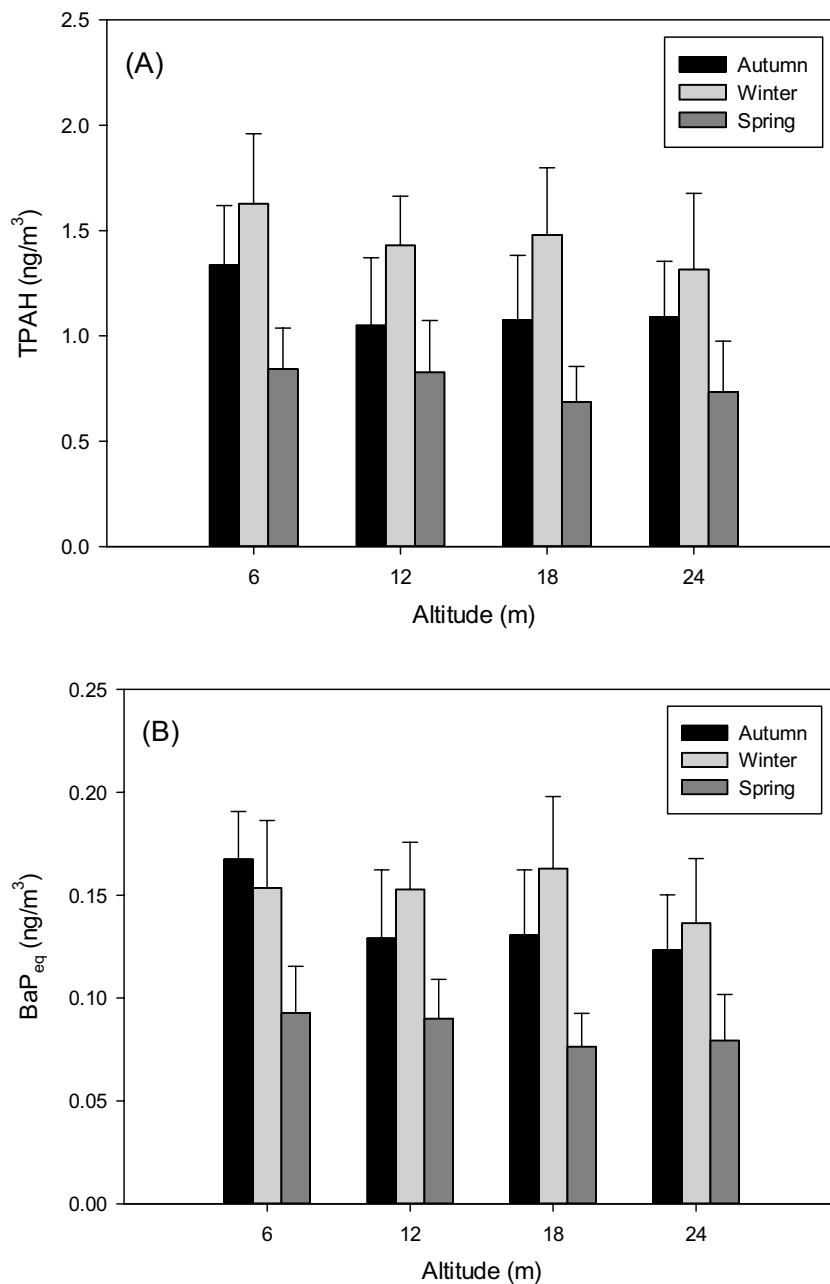 (A)
Autumn
Winter
Spring
TPAH (ng/m³)
2.5
2.0
1.5
1.0
0.5
0.0
6 12 18 24
Altitude (m)
(B)
Autumn
Winter
Spring
BaPeq (ng/m³)
0.25
0.20
0.15
0.10
0.05
0.00
6 12 18 24
Altitude (m)